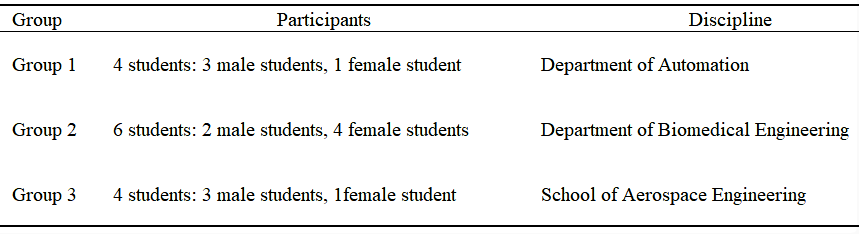 Group Participants Discipline
Group 1 4 students: 3 male students, 1 female student Department of Automation
Group 2 6 students: 2 male students, 4 female students Department of Biomedical Engineering
Group 3 4 students: 3 male students, 1female student School of Aerospace Engineering